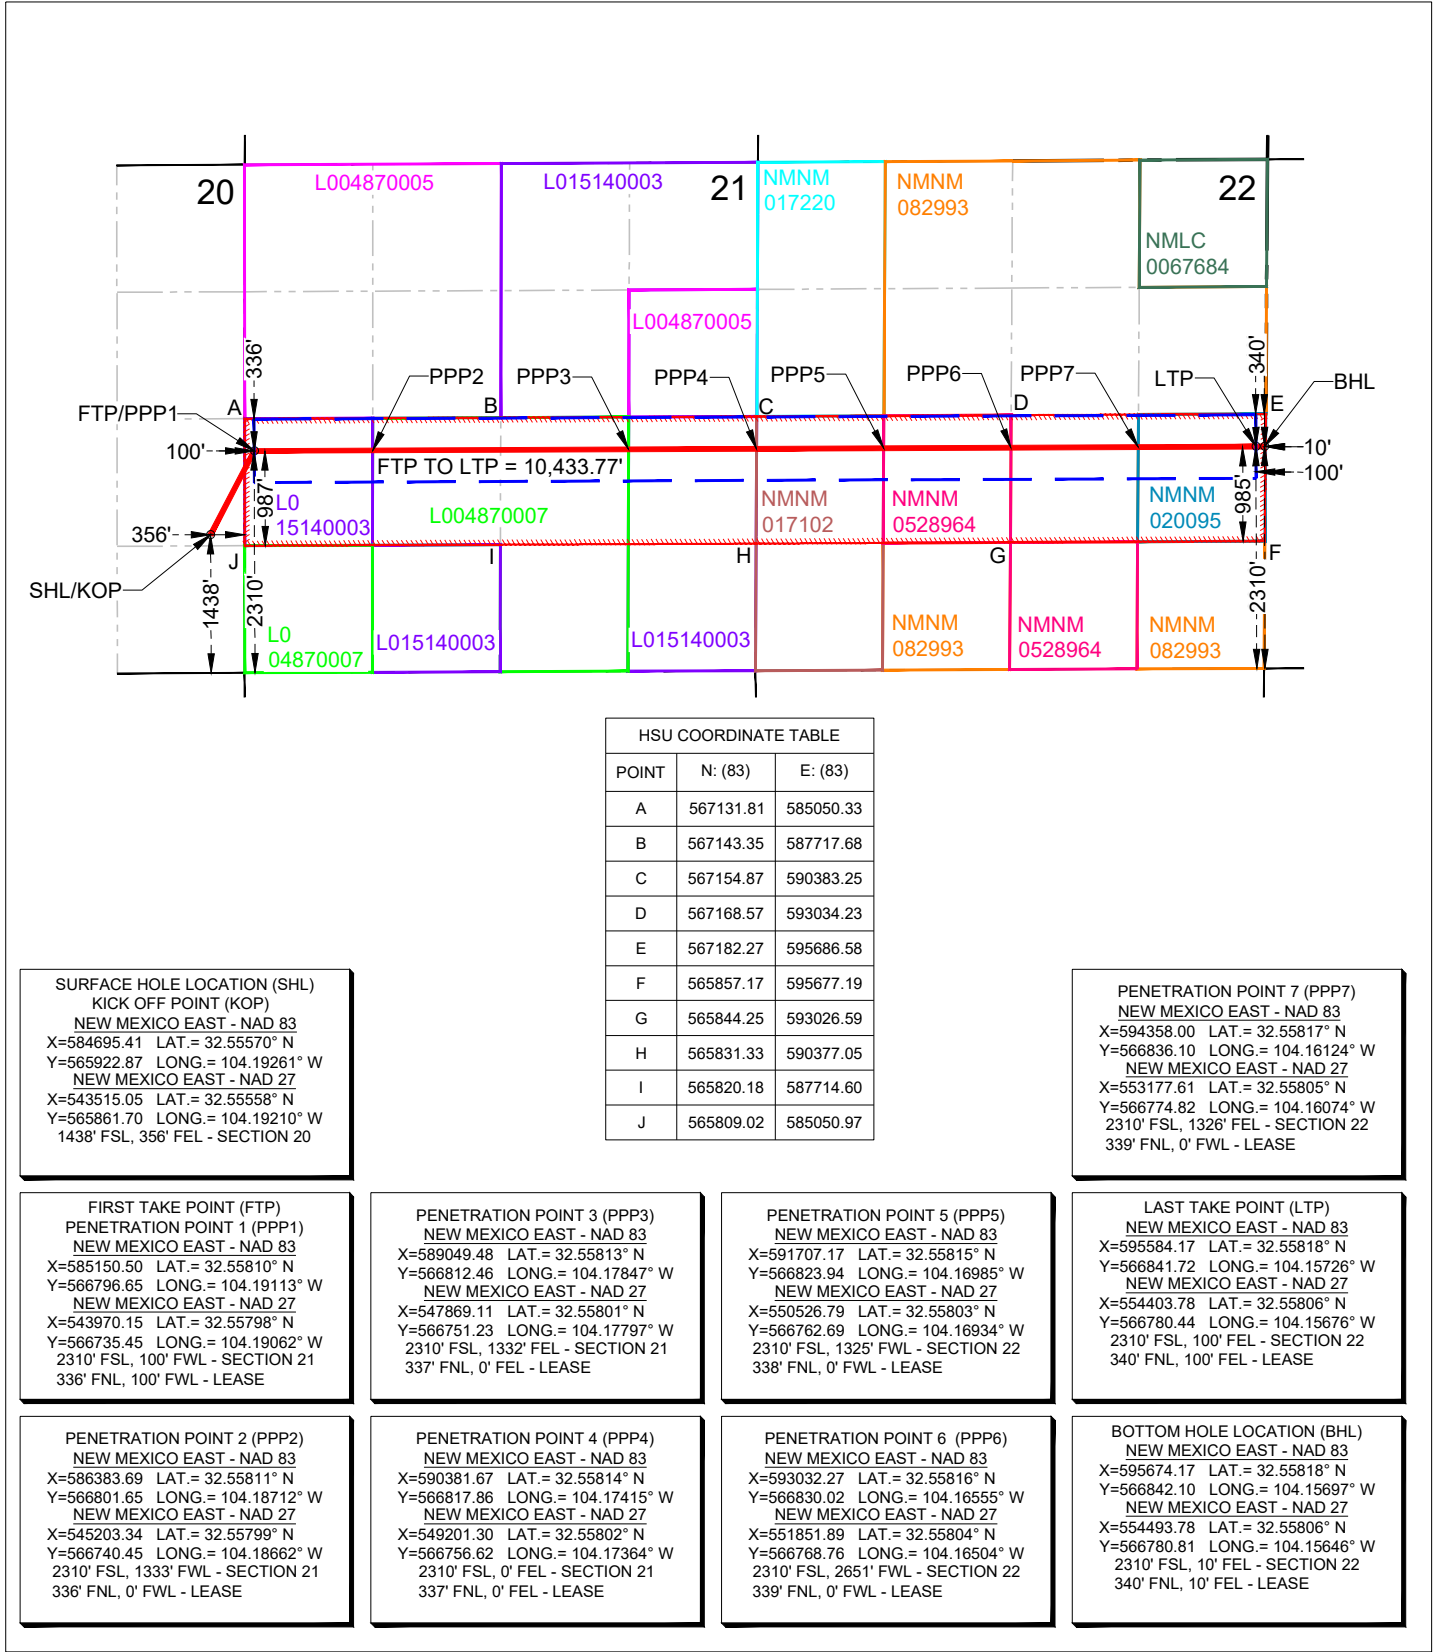 20
L004870005
L015140003
21
NMNM
017220
NMNM
082993
22
NMLC
0067684
L004870005
336'
340'
PPP2
PPP3
PPP4
PPP5
PPP6
PPP7
LTP
BHL
FTP/PPP1
A
B
C
D
E
100'
10'
100'
FTP TO LTP = 10,433.77'
987'
985'
L0
15140003
L004870007
NMNM
017102
NMNM
0528964
NMNM
020095
356'
J
I
H
G
F
SHL/KOP
1438'
2310'
2310'
L0
04870007
L015140003
L015140003
NMNM
082993
NMNM
0528964
NMNM
082993
HSU COORDINATE TABLE
POINT N: (83) E: (83)
A 567131.81 585050.33
B 567143.35 587717.68
C 567154.87 590383.25
D 567168.57 593034.23
E 567182.27 595686.58
F 565857.17 595677.19
G 565844.25 593026.59
H 565831.33 590377.05
I 565820.18 587714.60
J 565809.02 585050.97
SURFACE HOLE LOCATION (SHL)
KICK OFF POINT (KOP)
NEW MEXICO EAST - NAD 83
X=584695.41 LAT.= 32.55570° N
Y=565922.87 LONG.= 104.19261° W
NEW MEXICO EAST - NAD 27
X=543515.05 LAT.= 32.55558° N
Y=565861.70 LONG.= 104.19210° W
1438' FSL, 356' FEL - SECTION 20
PENETRATION POINT 7 (PPP7)
NEW MEXICO EAST - NAD 83
X=594358.00 LAT.= 32.55817° N
Y=566836.10 LONG.= 104.16124° W
NEW MEXICO EAST - NAD 27
X=553177.61 LAT.= 32.55805° N
Y=566774.82 LONG.= 104.16074° W
2310' FSL, 1326' FEL - SECTION 22
339' FNL, 0' FWL - LEASE
FIRST TAKE POINT (FTP)
PENETRATION POINT 1 (PPP1)
NEW MEXICO EAST - NAD 83
X=585150.50 LAT.= 32.55810° N
Y=566796.65 LONG.= 104.19113° W
NEW MEXICO EAST - NAD 27
X=543970.15 LAT.= 32.55798° N
Y=566735.45 LONG.= 104.19062° W
2310' FSL, 100' FWL - SECTION 21
336' FNL, 100' FWL - LEASE
PENETRATION POINT 3 (PPP3)
NEW MEXICO EAST - NAD 83
X=589049.48 LAT.= 32.55813° N
Y=566812.46 LONG.= 104.17847° W
NEW MEXICO EAST - NAD 27
X=547869.11 LAT.= 32.55801° N
Y=566751.23 LONG.= 104.17797° W
2310' FSL, 1332' FEL - SECTION 21
337' FNL, 0' FEL - LEASE
PENETRATION POINT 5 (PPP5)
NEW MEXICO EAST - NAD 83
X=591707.17 LAT.= 32.55815° N
Y=566823.94 LONG.= 104.16985° W
NEW MEXICO EAST - NAD 27
X=550526.79 LAT.= 32.55803° N
Y=566762.69 LONG.= 104.16934° W
2310' FSL, 1325' FWL - SECTION 22
338' FNL, 0' FWL - LEASE
LAST TAKE POINT (LTP)
NEW MEXICO EAST - NAD 83
X=595584.17 LAT.= 32.55818° N
Y=566841.72 LONG.= 104.15726° W
NEW MEXICO EAST - NAD 27
X=554403.78 LAT.= 32.55806° N
Y=566780.44 LONG.= 104.15676° W
2310' FSL, 100' FEL - SECTION 22
340' FNL, 100' FEL - LEASE
PENETRATION POINT 2 (PPP2)
NEW MEXICO EAST - NAD 83
X=586383.69 LAT.= 32.55811° N
Y=566801.65 LONG.= 104.18712° W
NEW MEXICO EAST - NAD 27
X=545203.34 LAT.= 32.55799° N
Y=566740.45 LONG.= 104.18662° W
2310' FSL, 1333' FWL - SECTION 21
336' FNL, 0' FWL - LEASE
PENETRATION POINT 4 (PPP4)
NEW MEXICO EAST - NAD 83
X=590381.67 LAT.= 32.55814° N
Y=566817.86 LONG.= 104.17415° W
NEW MEXICO EAST - NAD 27
X=549201.30 LAT.= 32.55802° N
Y=566756.62 LONG.= 104.17364° W
2310' FSL, 0' FEL - SECTION 21
337' FNL, 0' FWL - LEASE
PENETRATION POINT 6 (PPP6)
NEW MEXICO EAST - NAD 83
X=593032.27 LAT.= 32.55816° N
Y=566830.02 LONG.= 104.16555° W
NEW MEXICO EAST - NAD 27
X=551851.89 LAT.= 32.55804° N
Y=566768.76 LONG.= 104.16504° W
2310' FSL, 2651' FWL - SECTION 22
339' FNL, 0' FWL - LEASE
BOTTOM HOLE LOCATION (BHL)
NEW MEXICO EAST - NAD 83
X=595674.17 LAT.= 32.55818° N
Y=566842.10 LONG.= 104.15697° W
NEW MEXICO EAST - NAD 27
X=554493.78 LAT.= 32.55806° N
Y=566780.81 LONG.= 104.15646° W
2310' FSL, 10' FEL - SECTION 22
340' FNL, 10' FEL - LEASE